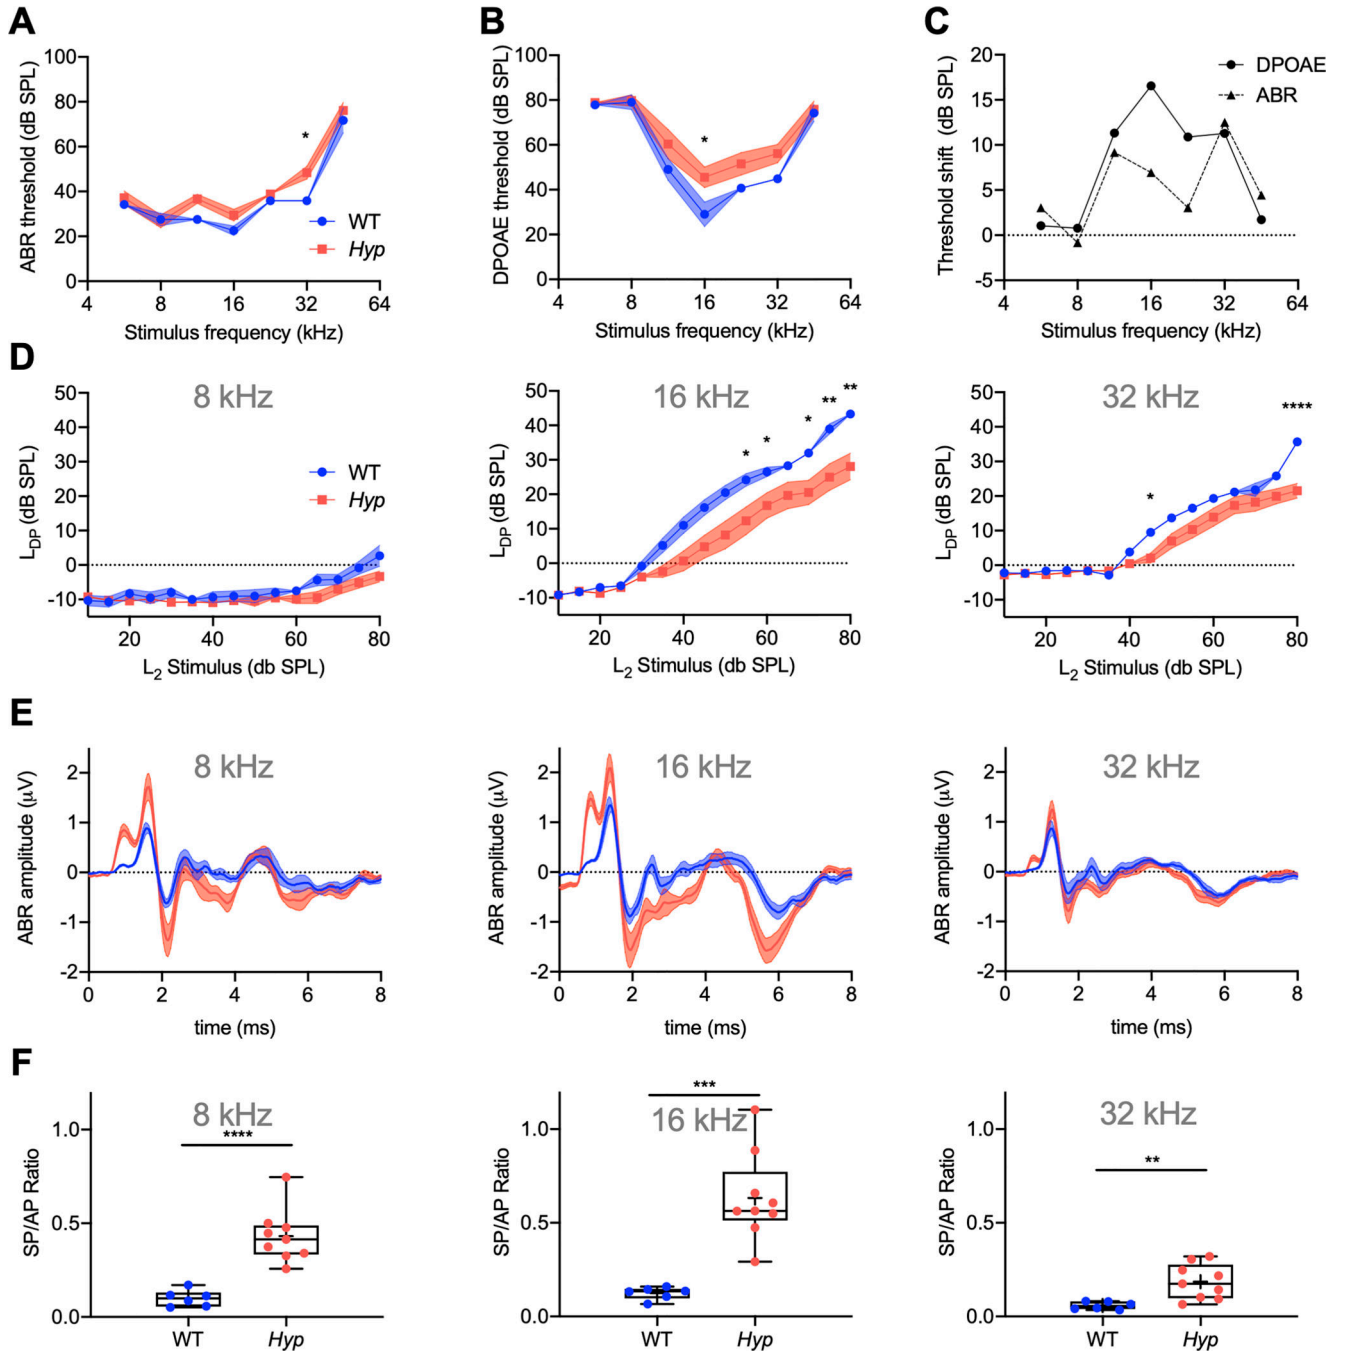 A
B
C
ABR threshold (dB SPL)
100
80
60
40
20
0
*
WT
Hyp
4
8
16
32
64
Stimulus frequency (kHz)
DPOAE threshold (dB SPL)
100
80
60
40
20
0
*
4
8
16
32
64
Stimulus frequency (kHz)
Threshold shift (dB SPL)
20
15
10
5
0
-5
DPOAE
ABR
4
8
16
32
64
Stimulus frequency (kHz)
D
8 kHz
LDP (dB SPL)
50
40
30
20
10
0
-10
WT
Hyp
20
40
60
80
L2 Stimulus (db SPL)
16 kHz
LDP (dB SPL)
50
40
30
20
10
0
-10
*
*
*
**
**
20
40
60
80
L2 Stimulus (db SPL)
32 kHz
LDP (dB SPL)
50
40
30
20
10
0
-10
*
****
20
40
60
80
L2 Stimulus (db SPL)
E
8 kHz
ABR amplitude (μV)
2
1
0
-1
-2
0
2
4
6
8
time (ms)
16 kHz
ABR amplitude (μV)
2
1
0
-1
-2
0
2
4
6
8
time (ms)
32 kHz
ABR amplitude (μV)
2
1
0
-1
-2
0
2
4
6
8
time (ms)
F
8 kHz
****
SP/AP Ratio
1.0
0.5
0.0
WT
Hyp
***
16 kHz
SP/AP Ratio
1.0
0.5
0.0
WT
Hyp
32 kHz
**
SP/AP Ratio
1.0
0.5
0.0
WT
Hyp